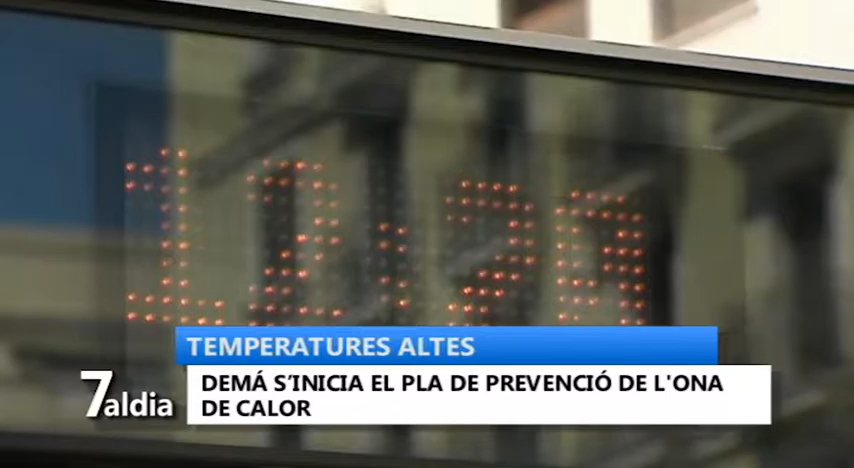 TEMPERATURES ALTES
DEMÁ S’INICIA EL PLA DE PREVENCIÓ DE L'ONA
DE CALOR
7aldia